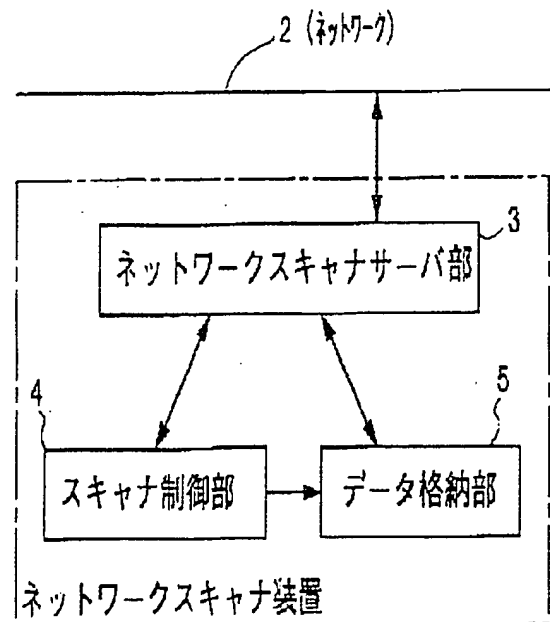 2 (ネットワーク)
3
ネットワークスキャナサーバ部
4
5
スキャナ制御部
データ格納部
ネットワークスキャナ装置